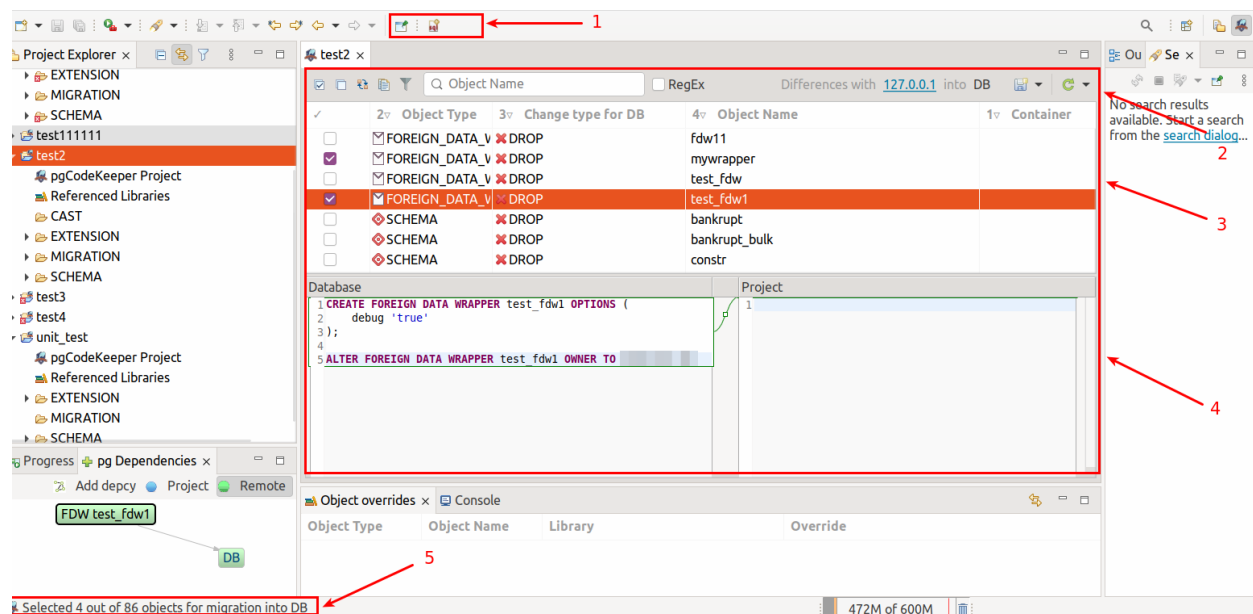 1
Project Explorer
EXTENSION
MIGRATION
SCHEMA
test111111
test2
pgCodeKeeper Project
Referenced Libraries
CAST
EXTENSION
MIGRATION
SCHEMA
test3
test4
unit_test
pgCodeKeeper Project
Referenced Libraries
EXTENSION
MIGRATION
SCHEMA
test2
Object Name
RegEx
Differences with 127.0.0.1 into DB
2 Object Type 3 Change type for DB 4 Object Name 1 Container
FOREIGN_DATA_V DROP fdw11
FOREIGN_DATA_V DROP mywrapper
FOREIGN_DATA_V DROP test_fdw
FOREIGN_DATA_V DROP test_fdw1
SCHEMA DROP bankrupt
SCHEMA DROP bankrupt_bulk
SCHEMA DROP constr
Database Project
1 CREATE FOREIGN DATA WRAPPER test_fdw1 OPTIONS (
2 debug 'true'
3 );
4
5 ALTER FOREIGN DATA WRAPPER test_fdw1 OWNER TO
1
Ou Se
No search results
available. Start a search
from the search dialog...
2
3
4
Progress pg Dependencies
Add depcy Project Remote
FDW test_fdw1
DB
Object overrides Console
Object Type Object Name Library Override
5
Selected 4 out of 86 objects for migration into DB
472M of 600M